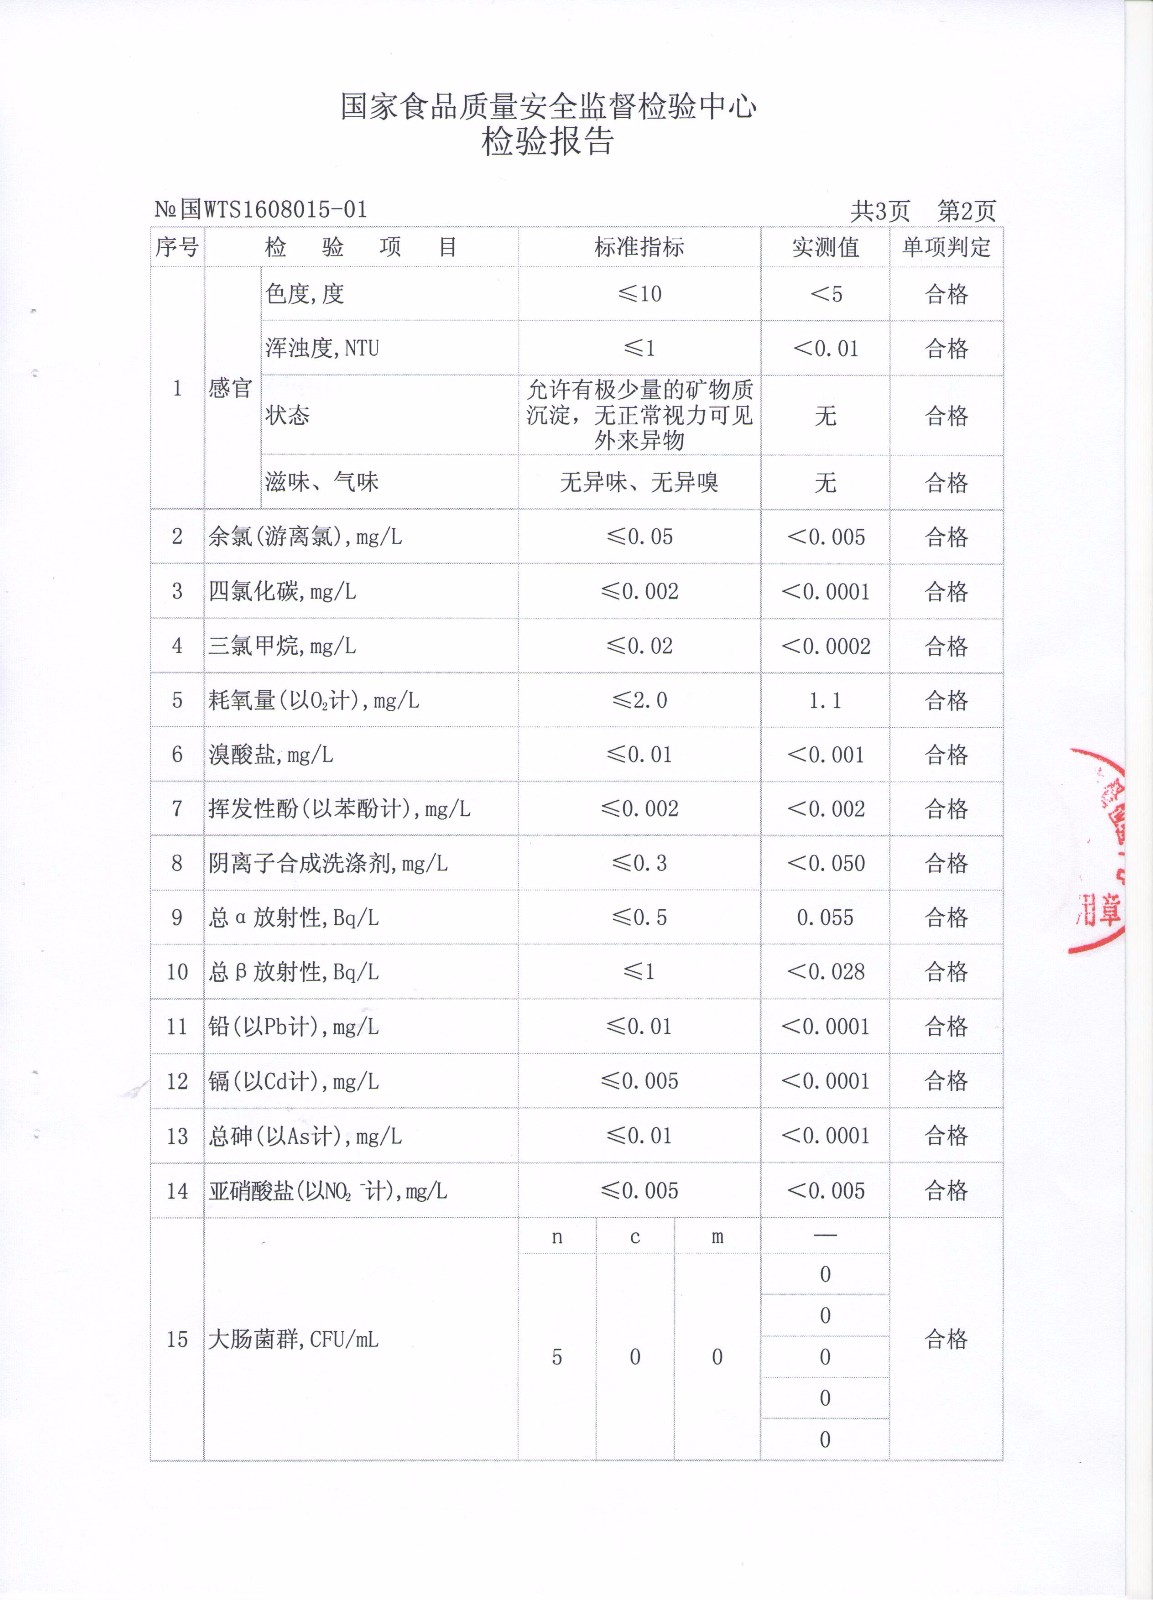 国家食品质量安全监督检验中心
检验报告
№国WTS1608015-01 共3页 第2页
序号 检 验 项 目 标准指标 实测值 单项判定
1 感官 色度,度 ≤10 <5 合格
浑浊度,NTU ≤1 <0.01 合格
状态 允许有极少量的矿物质
沉淀，无正常视力可见
外来异物 无 合格
滋味、气味 无异味、无异嗅 无 合格
2 余氯(游离氯),mg/L ≤0.05 <0.005 合格
3 四氯化碳,mg/L ≤0.002 <0.0001 合格
4 三氯甲烷,mg/L ≤0.02 <0.0002 合格
5 耗氧量(以O₂计),mg/L ≤2.0 1.1 合格
6 溴酸盐,mg/L ≤0.01 <0.001 合格
7 挥发性酚(以苯酚计),mg/L ≤0.002 <0.002 合格
8 阴离子合成洗涤剂,mg/L ≤0.3 <0.050 合格
9 总α放射性,Bq/L ≤0.5 0.055 合格
10 总β放射性,Bq/L ≤1 <0.028 合格
11 铅(以Pb计),mg/L ≤0.01 <0.0001 合格
12 镉(以Cd计),mg/L ≤0.005 <0.0001 合格
13 总砷(以As计),mg/L ≤0.01 <0.0001 合格
14 亚硝酸盐(以NO₂⁻计),mg/L ≤0.005 <0.005 合格
15 大肠菌群,CFU/mL n c m —
5 0 0 合格
0
0
0
0
0
用章